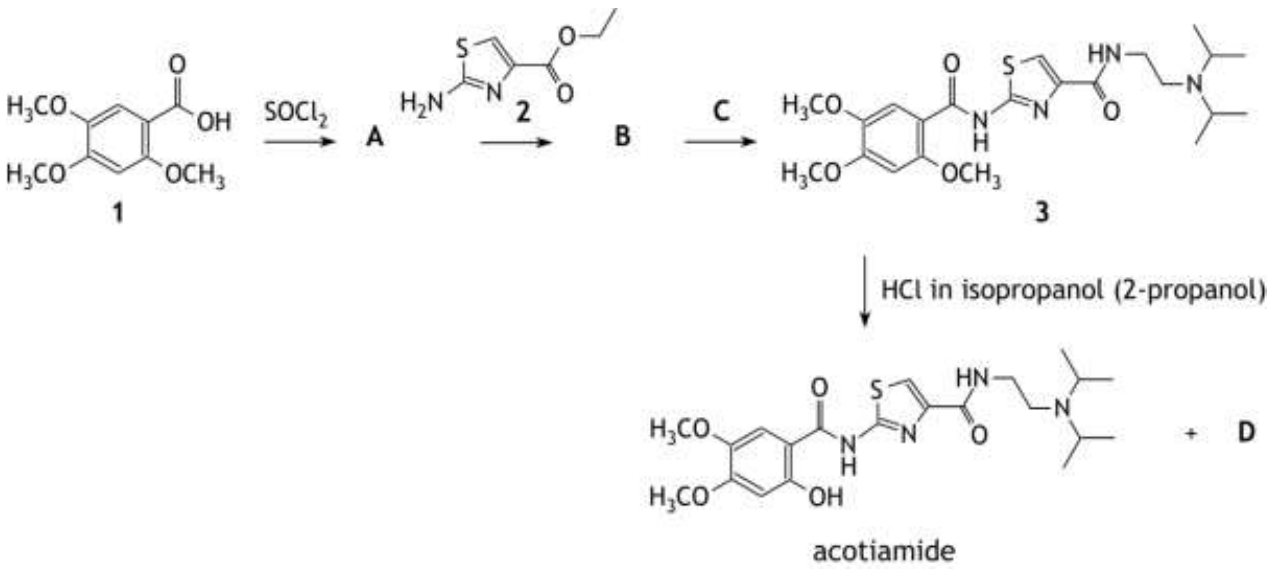 O
S
O
H₃CO
OH
SOCl₂
A
H₂N
N
2
O
B
C
H₃CO
OCH₃
1
O
S
HN
H₃CO
N
H
N
O
N
H₃CO
OCH₃
3
HCl in isopropanol (2-propanol)
O
S
HN
H₃CO
N
H
N
O
N
+ D
H₃CO
OH
acotiamide